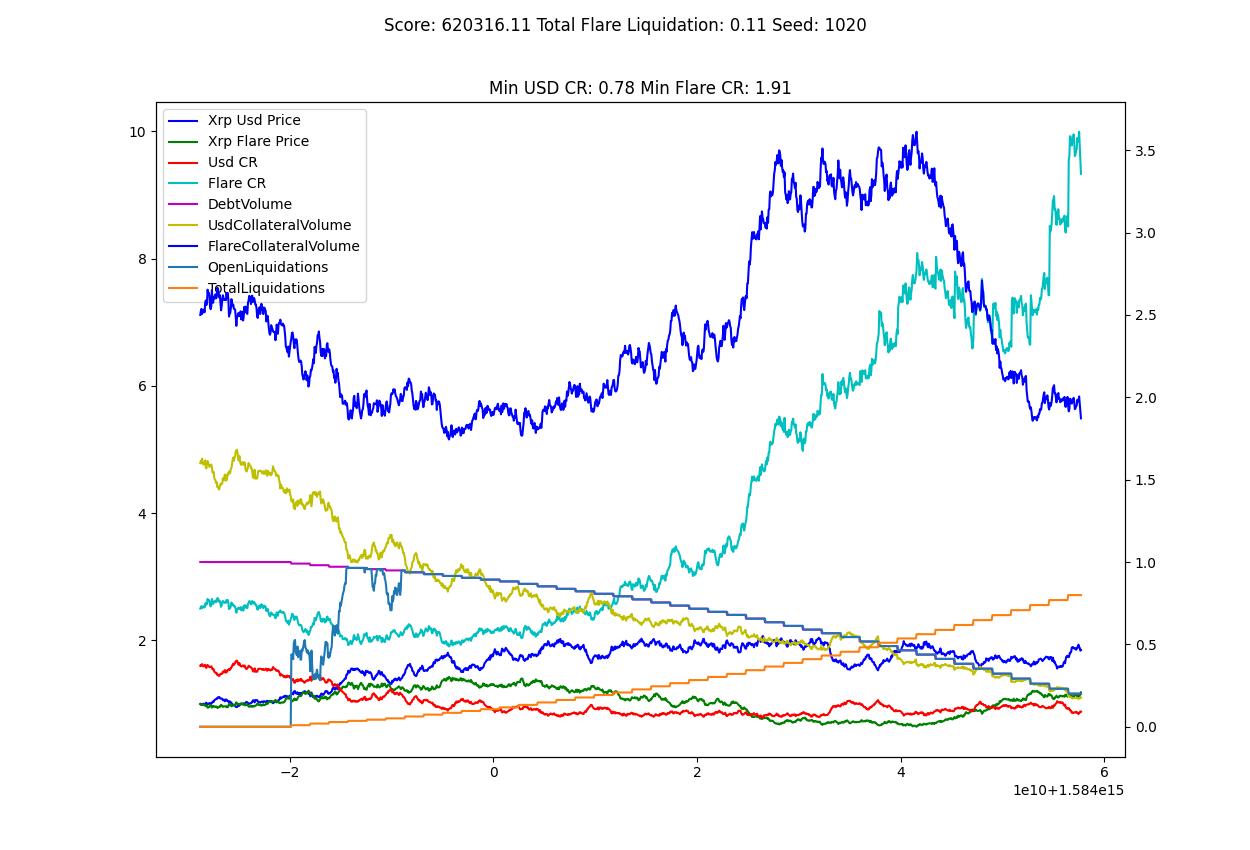 Score: 620316.11 Total Flare Liquidation: 0.11 Seed: 1020
Min USD CR: 0.78 Min Flare CR: 1.91
Xrp Usd Price
Xrp Flare Price
Usd CR
Flare CR
DebtVolume
UsdCollateralVolume
FlareCollateralVolume
OpenLiquidations
TotalLiquidations
10
8
6
4
2
3.5
3.0
2.5
2.0
1.5
1.0
0.5
0.0
−2 0 2 4 6
1e10+1.584e15